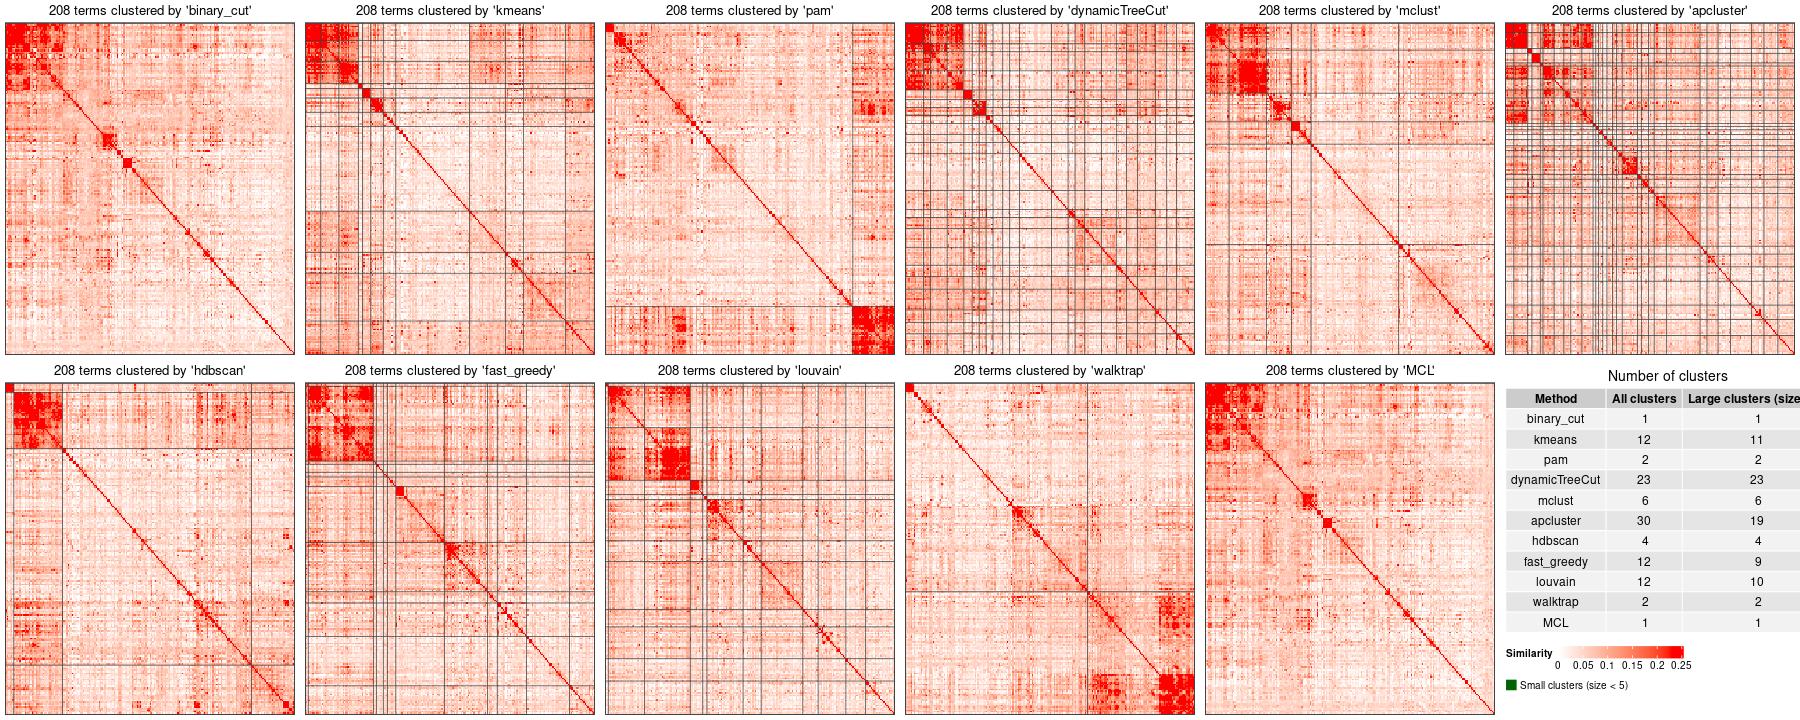 208 terms clustered by 'binary_cut'
208 terms clustered by 'kmeans'
208 terms clustered by 'pam'
208 terms clustered by 'dynamicTreeCut'
208 terms clustered by 'mclust'
208 terms clustered by 'apcluster'
208 terms clustered by 'hdbscan'
208 terms clustered by 'fast_greedy'
208 terms clustered by 'louvain'
208 terms clustered by 'walktrap'
208 terms clustered by 'MCL'
Number of clusters
Method All clusters Large clusters (size
binary_cut 1 1
kmeans 12 11
pam 2 2
dynamicTreeCut 23 23
mclust 6 6
apcluster 30 19
hdbscan 4 4
fast_greedy 12 9
louvain 12 10
walktrap 2 2
MCL 1 1
Similarity
0 0.05 0.1 0.15 0.2 0.25
Small clusters (size < 5)